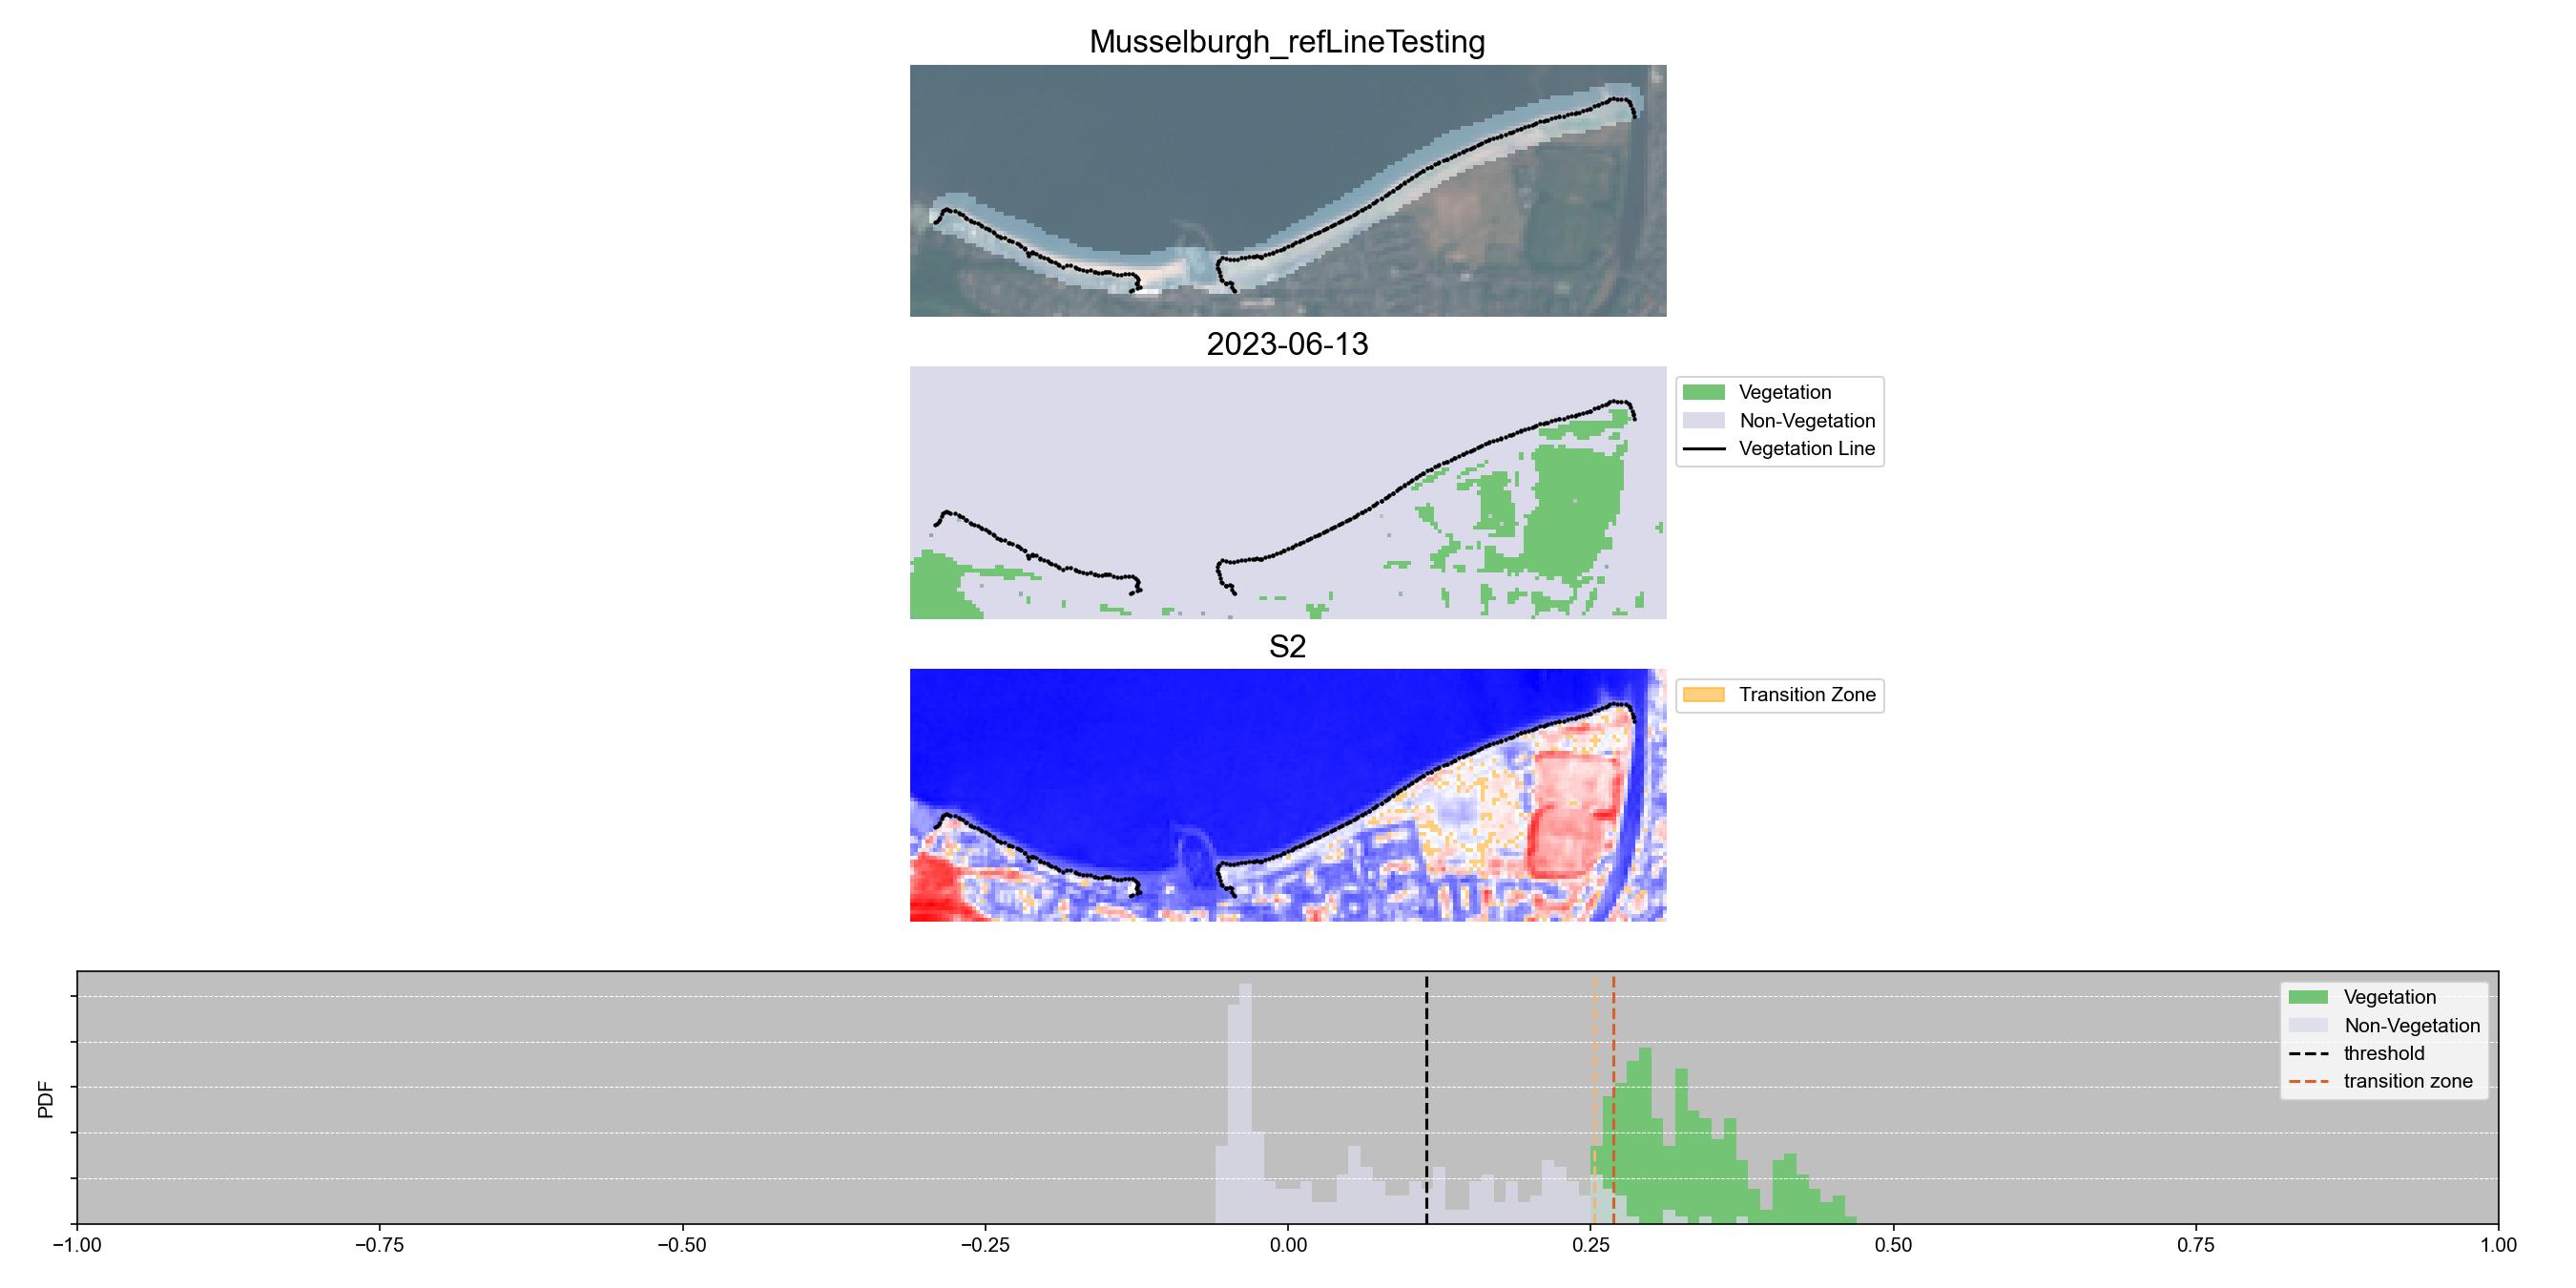 Musselburgh_refLineTesting
2023-06-13
Vegetation
Non-Vegetation
Vegetation Line
S2
Transition Zone
PDF
Vegetation
Non-Vegetation
threshold
transition zone
−1.00 −0.75 −0.50 −0.25 0.00 0.25 0.50 0.75 1.00